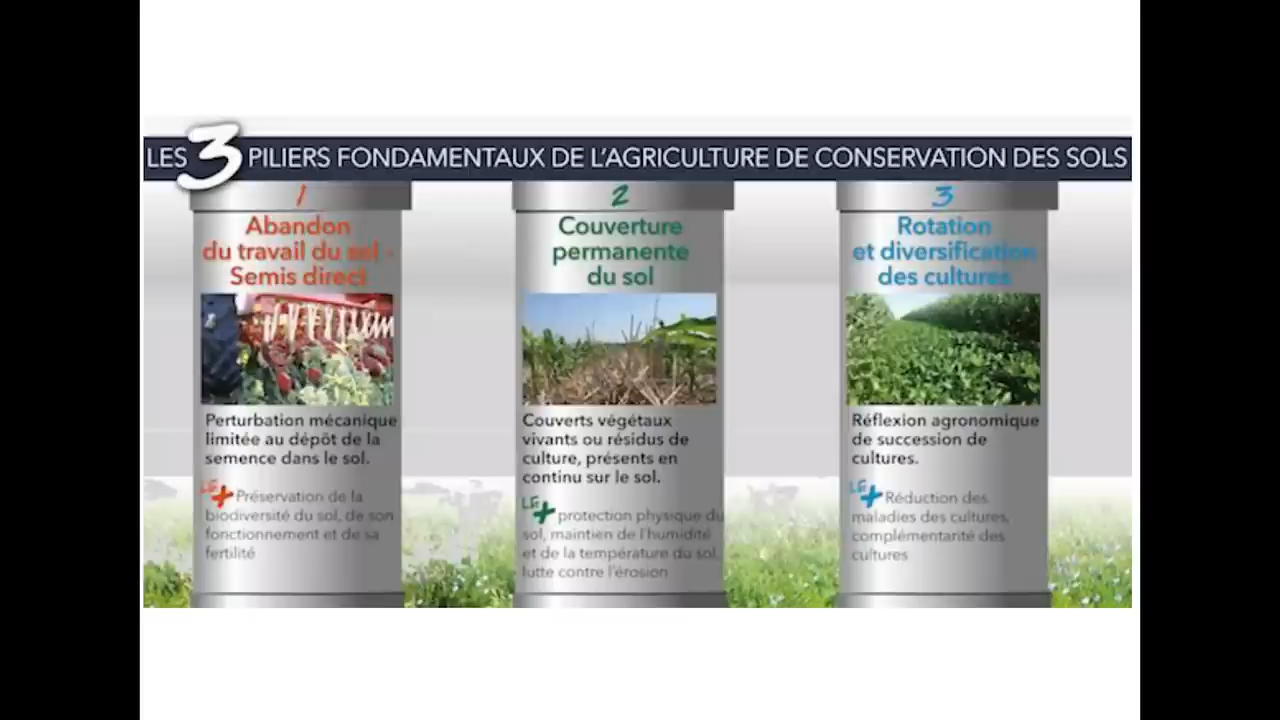 LES 3 PILIERS FONDAMENTAUX DE L'AGRICULTURE DE CONSERVATION DES SOLS
1
Abandon
du travail du sol -
Semis direct
Perturbation mécanique
limitée au dépôt de la
semence dans le sol.
LE + Préservation de la
biodiversité du sol, de son
fonctionnement et de sa
fertilité
2
Couverture
permanente
du sol
Couverts végétaux
vivants ou résidus de
culture, présents en
continu sur le sol.
LE + protection physique du
sol, maintien de l'humidité
et de la température du sol,
lutte contre l'érosion
3
Rotation
et diversification
des cultures
Réflexion agronomique
de succession de
cultures.
LE + Réduction des
maladies des cultures,
complémentarité des
cultures